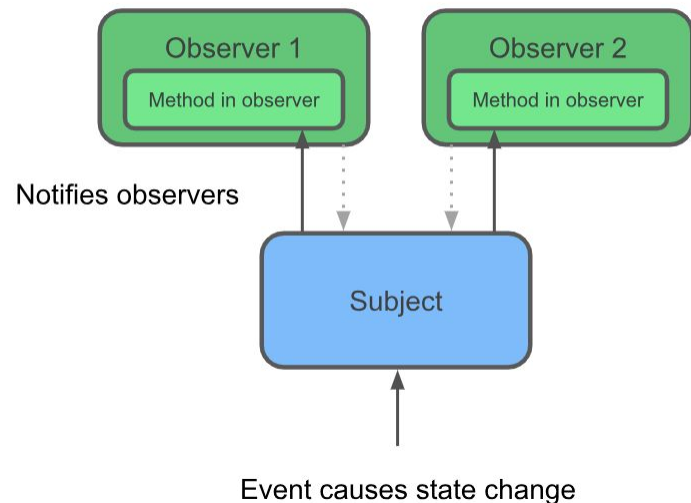 Observer 1
Observer 2
Method in observer
Method in observer
Notifies observers
Subject
Event causes state change